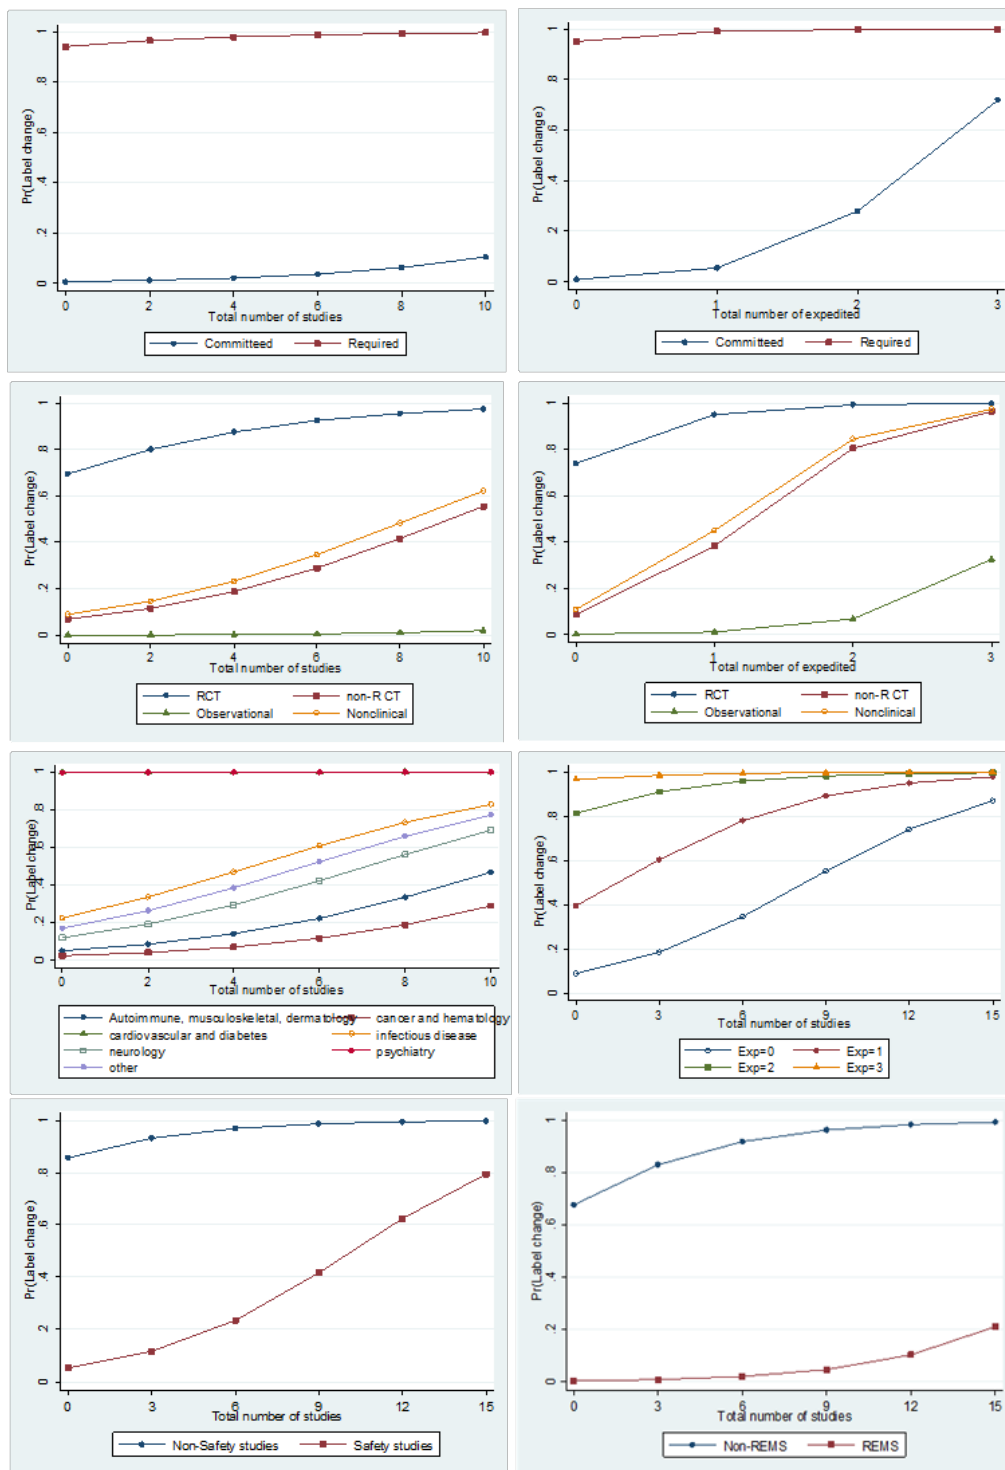 Pr(Label change)
1
.8
.6
.4
.2
0
0 2 4 6 8 10
Total number of studies
Committeed Required
Pr(Label change)
1
.8
.6
.4
.2
0
0 1 2 3
Total number of expedited
Committeed Required
Pr(Label change)
1
.8
.6
.4
.2
0
0 2 4 6 8 10
Total number of studies
RCT non-R CT
Observational Nonclinical
Pr(Label change)
1
.8
.6
.4
.2
0
0 1 2 3
Total number of expedited
RCT non-R CT
Observational Nonclinical
Pr(Label change)
1
.8
.6
.4
.2
0
0 2 4 6 8 10
Total number of studies
Autoimmune, musculoskeletal, dermatology cancer and hematology
cardiovascular and diabetes infectious disease
neurology psychiatry
other
Pr(Label change)
1
.8
.6
.4
.2
0
0 3 6 9 12 15
Total number of studies
Exp=0 Exp=1
Exp=2 Exp=3
Pr(Label change)
1
.8
.6
.4
.2
0
0 3 6 9 12 15
Total number of studies
Non-Safety studies Safety studies
Pr(Label change)
1
.8
.6
.4
.2
0
0 3 6 9 12 15
Total number of studies
Non-REMS REMS